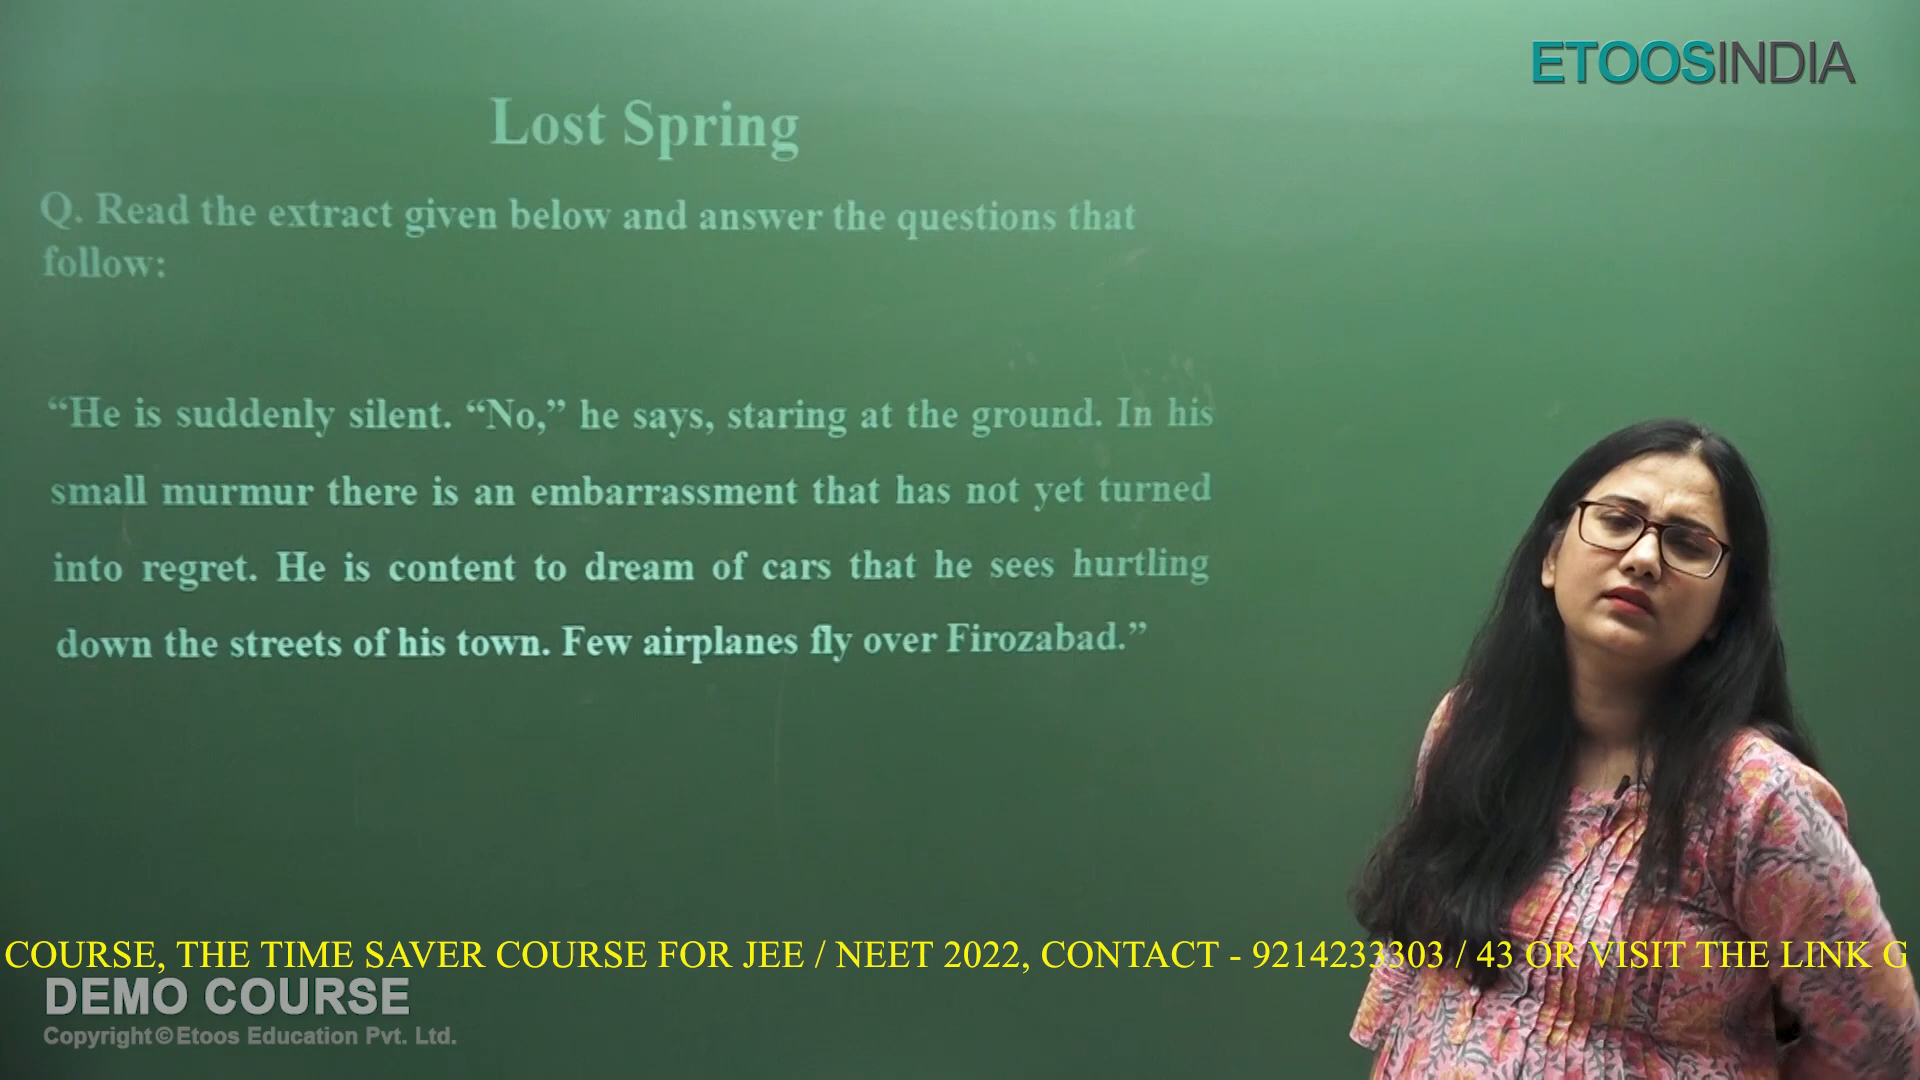 ETOOSINDIA
Lost Spring
Q. Read the extract given below and answer the questions that
follow:
“He is suddenly silent. “No,” he says, staring at the ground. In his
small murmur there is an embarrassment that has not yet turned
into regret. He is content to dream of cars that he sees hurtling
down the streets of his town. Few airplanes fly over Firozabad.”
COURSE, THE TIME SAVER COURSE FOR JEE / NEET 2022, CONTACT - 9214233303 / 43 OR VISIT THE LINK G
DEMO COURSE
Copyright © Etoos Education Pvt. Ltd.